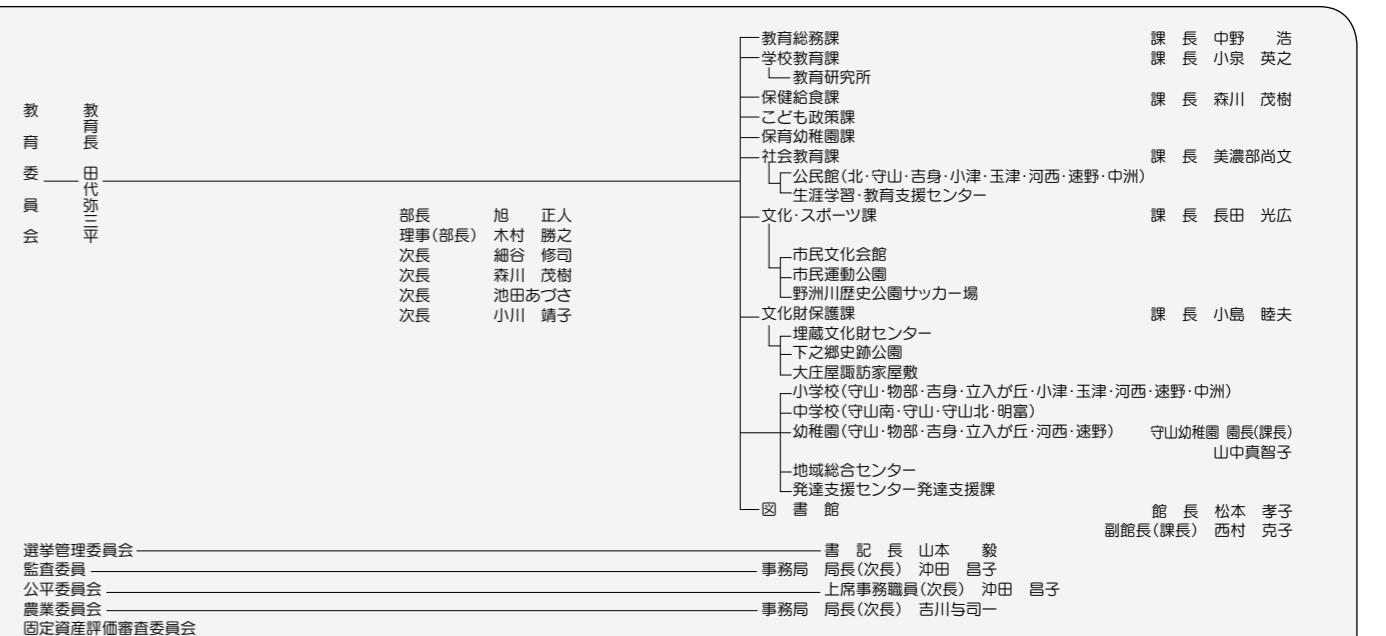 教育委員会
教育長 田代弥三平
部長 旭 正人
理事(部長) 木村 勝之
次長 細谷 修司
次長 森川 茂樹
次長 池田あづさ
次長 小川 靖子
教育総務課 課長 中野 浩
学校教育課 課長 小泉 英之
教育研究所
保健給食課 課長 森川 茂樹
こども政策課
保育幼稚園課
社会教育課 課長 美濃部尚文
公民館(北・守山・吉身・小津・玉津・河西・速野・中洲)
生涯学習・教育支援センター
文化・スポーツ課 課長 長田 光広
市民文化会館
市民運動公園
野洲川歴史公園サッカー場
文化財保護課 課長 小島 睦夫
埋蔵文化財センター
下之郷史跡公園
大庄屋諏訪家屋敷
小学校(守山・物部・吉身・立入が丘・小津・玉津・河西・速野・中洲)
中学校(守山南・守山・守山北・明富)
幼稚園(守山・物部・吉身・立入が丘・河西・速野) 守山幼稚園 園長(課長)
山中真智子
地域総合センター
発達支援センター発達支援課
図書館 館長 松本 孝子
副館長(課長) 西村 克子
選挙管理委員会 書記長 山本 毅
監査委員 事務局 局長(次長) 沖田 昌子
公平委員会 上席事務職員(次長) 沖田 昌子
農業委員会 事務局 局長(次長) 吉川与司一
固定資産評価審査委員会